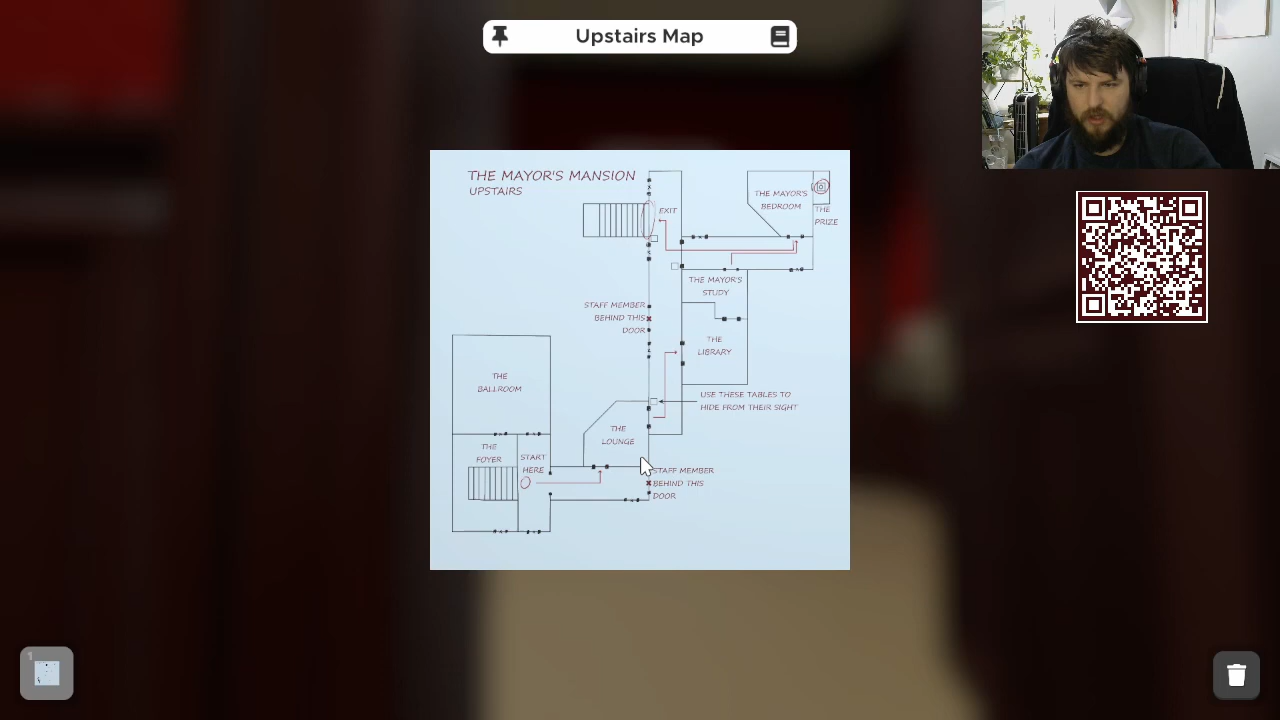 Upstairs Map
THE MAYOR'S MANSION
UPSTAIRS
EXIT
THE MAYOR'S
BEDROOM
THE
PRIZE
THE MAYOR'S
STUDY
STAFF MEMBER
BEHIND THIS
DOOR
THE
LIBRARY
THE
BALLROOM
USE THESE TABLES TO
HIDE FROM THEIR SIGHT
THE
LOUNGE
THE
FOYER
START
HERE
STAFF MEMBER
BEHIND THIS
DOOR
1